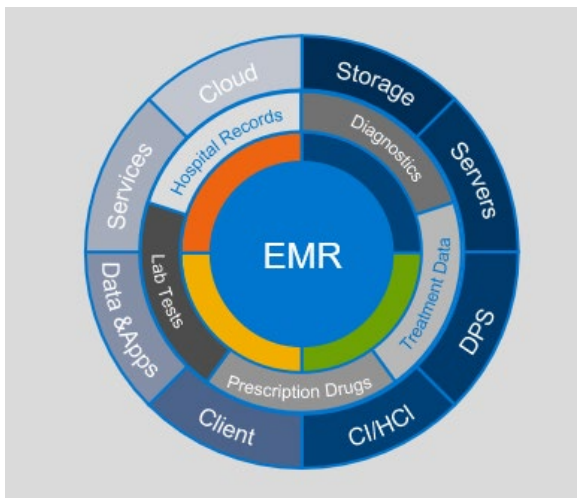 Cloud
Storage
Servers
DPS
CI/HCI
Client
Data &Apps
Services
Hospital Records
Diagnostics
Treatment Data
Prescription Drugs
Lab Tests
EMR